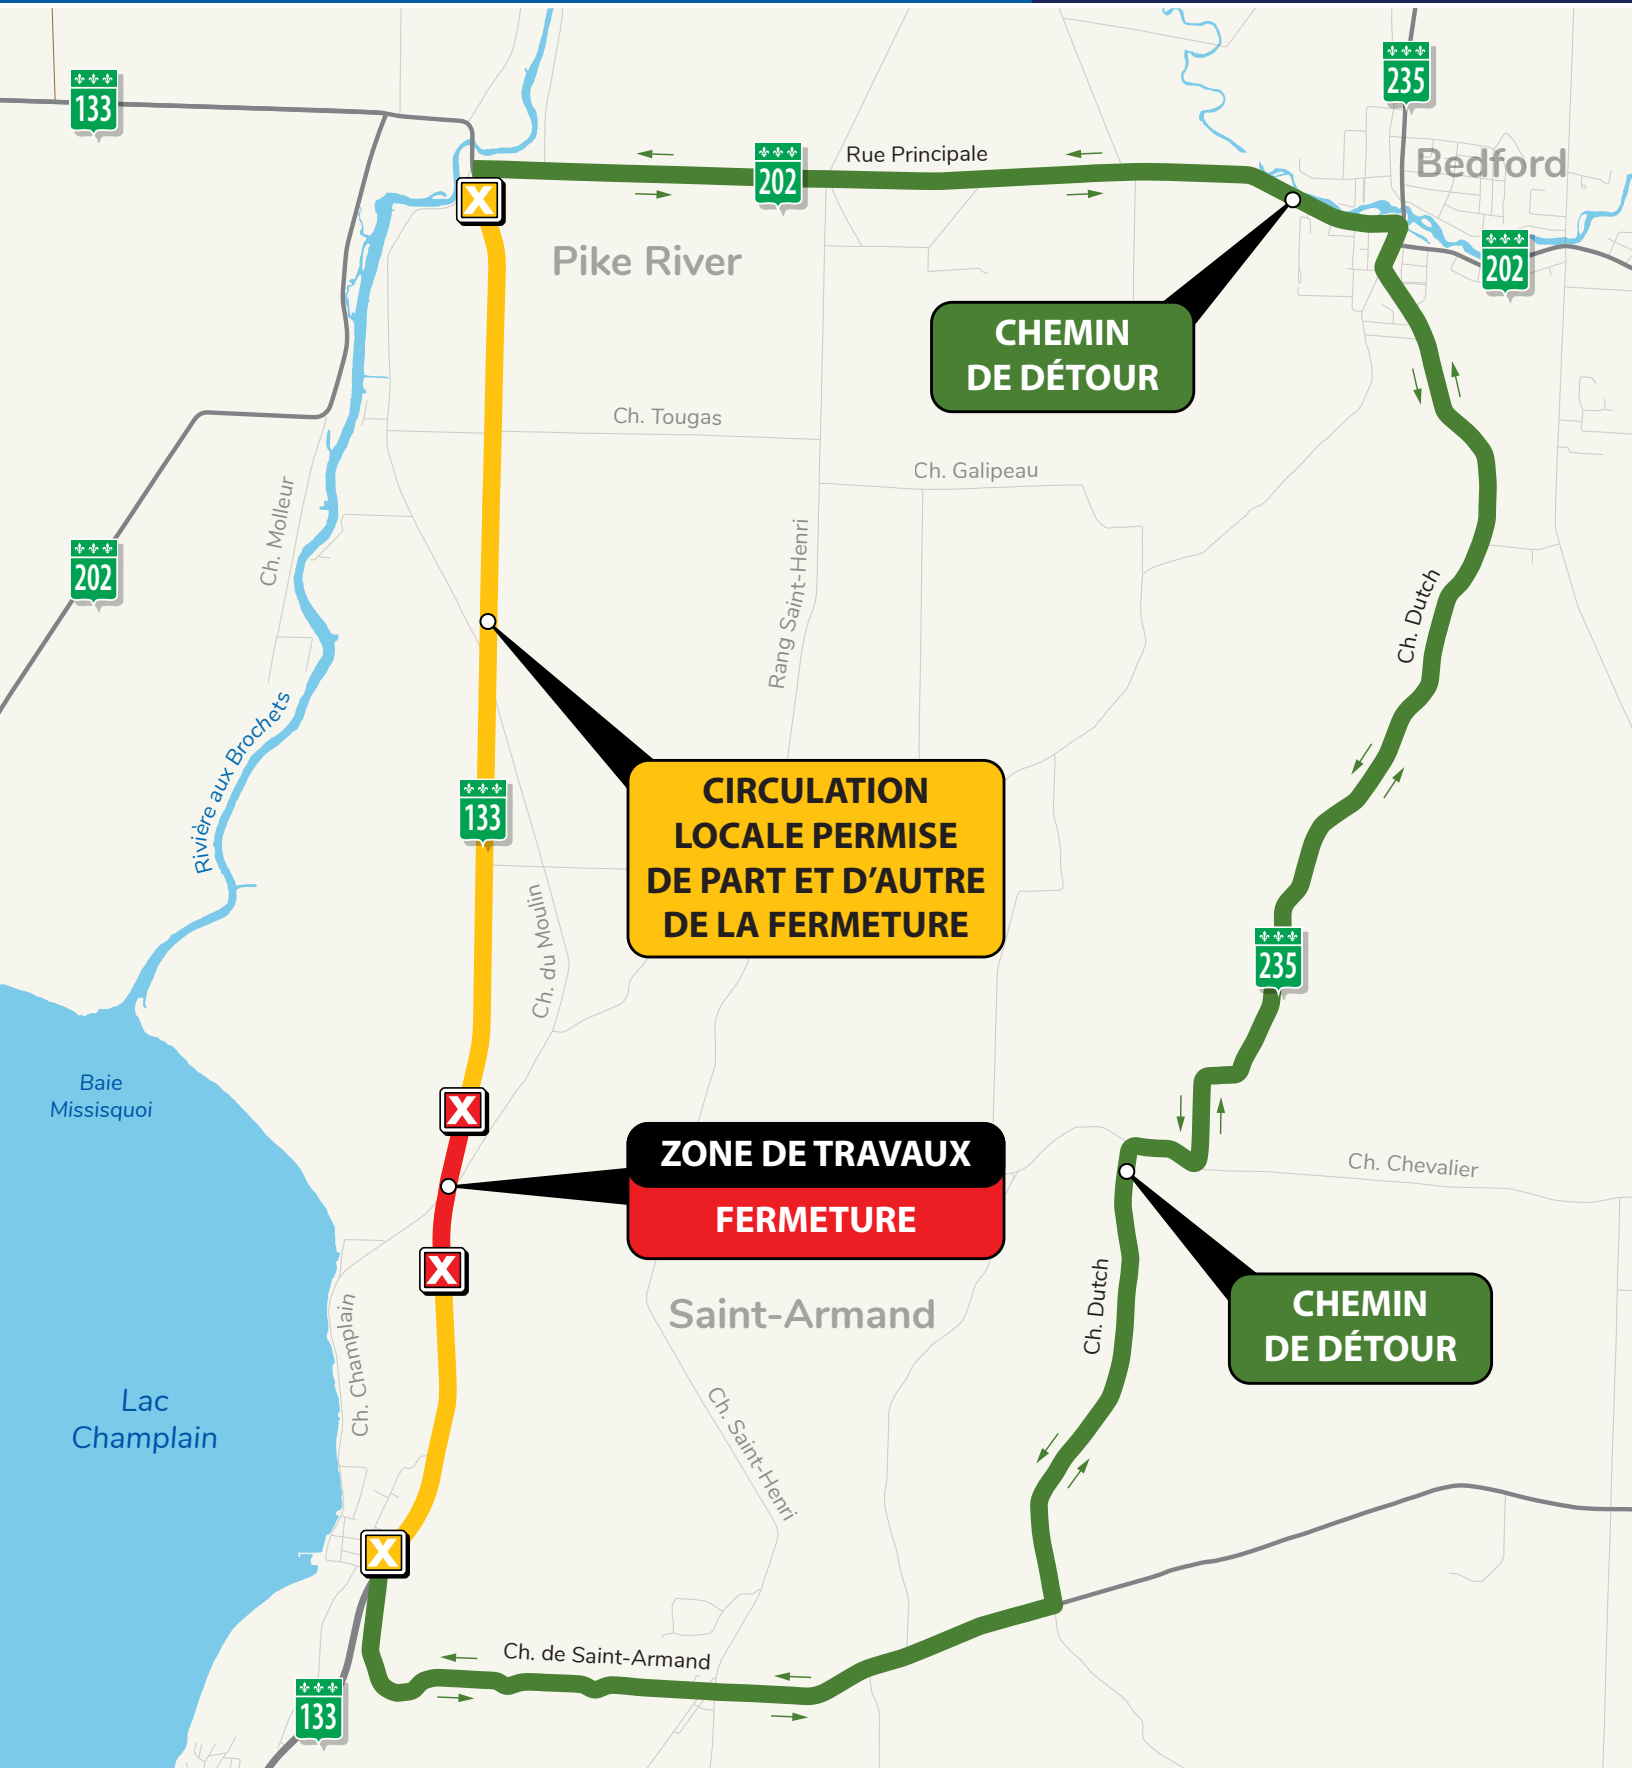 133
235
Rue Principale
Bedford
202
202
Pike River
CHEMIN
DE DÉTOUR
Ch. Tougas
Ch. Galipeau
Ch. Molleur
Rang Saint-Henri
202
Ch. Dutch
Rivière aux Brochets
133
CIRCULATION
LOCALE PERMISE
DE PART ET D’AUTRE
DE LA FERMETURE
Ch. du Moulin
235
Baie
Missisquoi
X
X
X
X
ZONE DE TRAVAUX
FERMETURE
Ch. Chevalier
Ch. Dutch
Saint-Armand
CHEMIN
DE DÉTOUR
Ch. Champlain
Lac
Champlain
Ch. Saint-Henri
Ch. de Saint-Armand
133